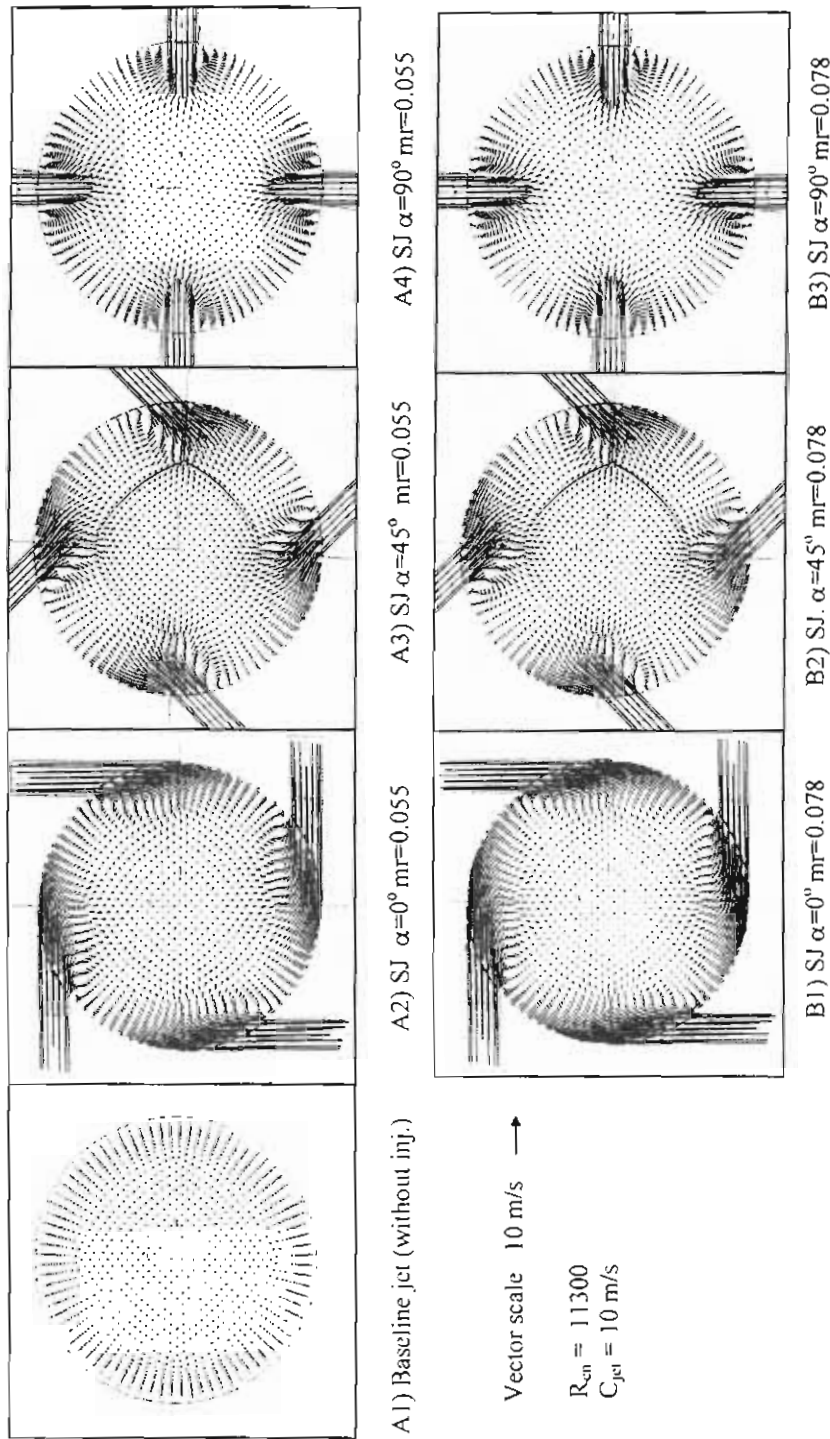 A1) Baseline jet (without inj.)
A2) SJ α=0° mr=0.055
A3) SJ α=45° mr=0.055
A4) SJ α=90° mr=0.055
Vector scale 10 m/s
R_en = 11300
C_jet = 10 m/s
B1) SJ α=0° mr=0.078
B2) SJ α=45° mr=0.078
B3) SJ α=90° mr=0.078